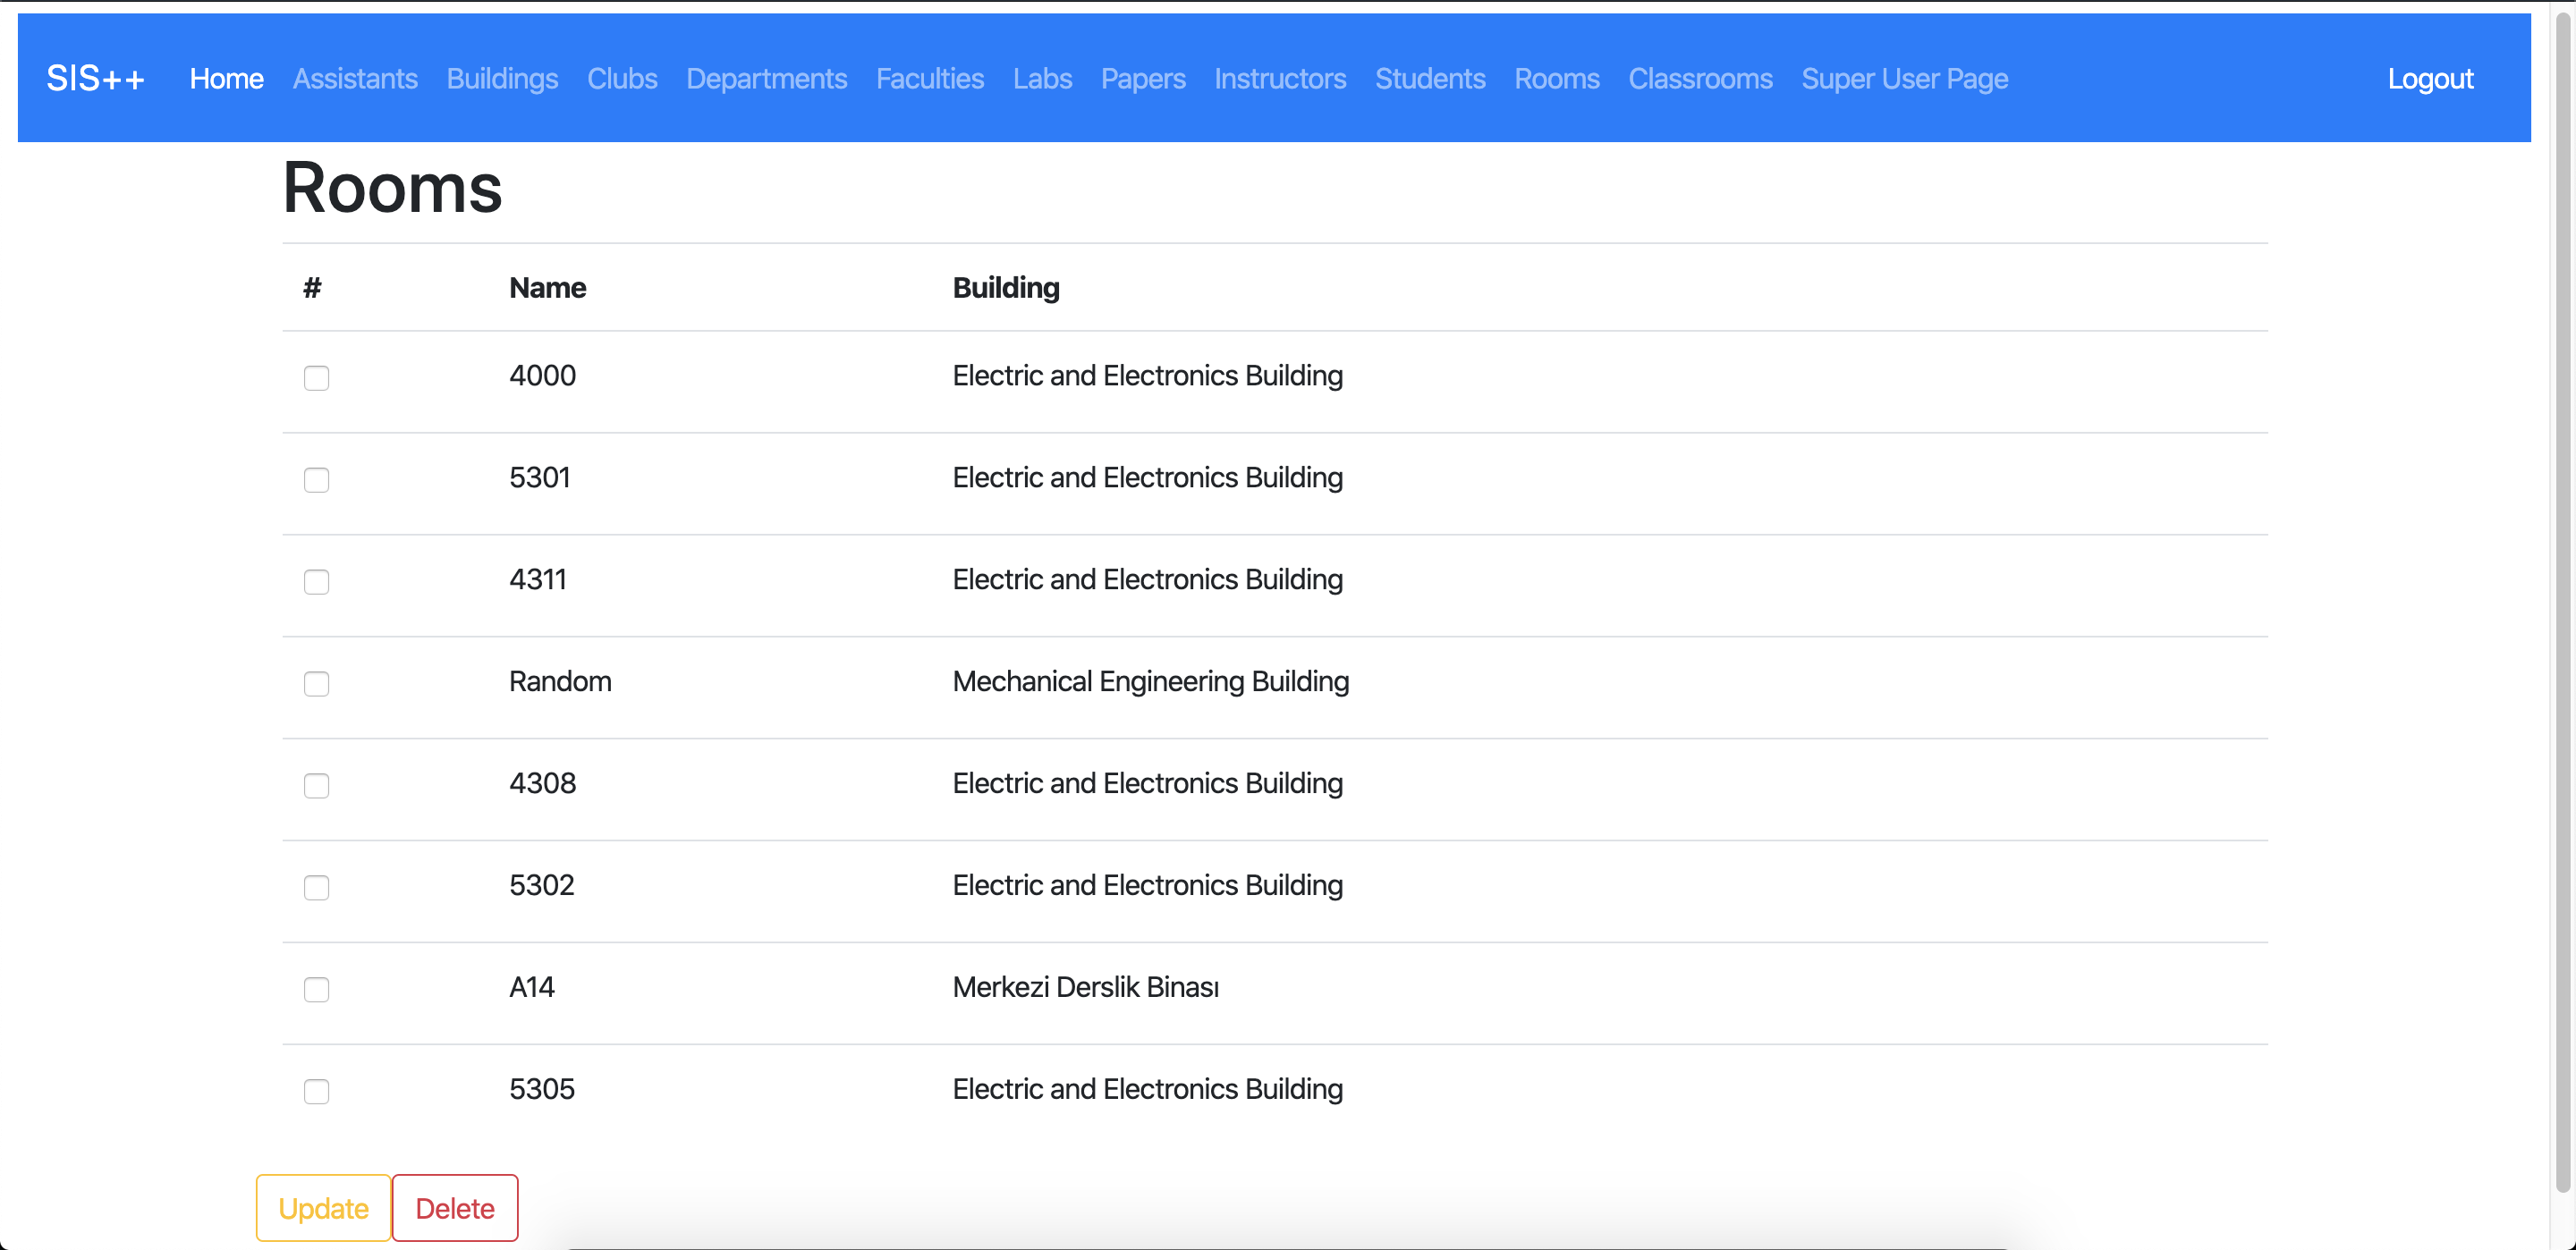 SIS++ Home Assistants Buildings Clubs Departments Faculties Labs Papers Instructors Students Rooms Classrooms Super User Page Logout
Rooms
# Name Building
4000 Electric and Electronics Building
5301 Electric and Electronics Building
4311 Electric and Electronics Building
Random Mechanical Engineering Building
4308 Electric and Electronics Building
5302 Electric and Electronics Building
A14 Merkezi Derslik Binası
5305 Electric and Electronics Building
Update Delete